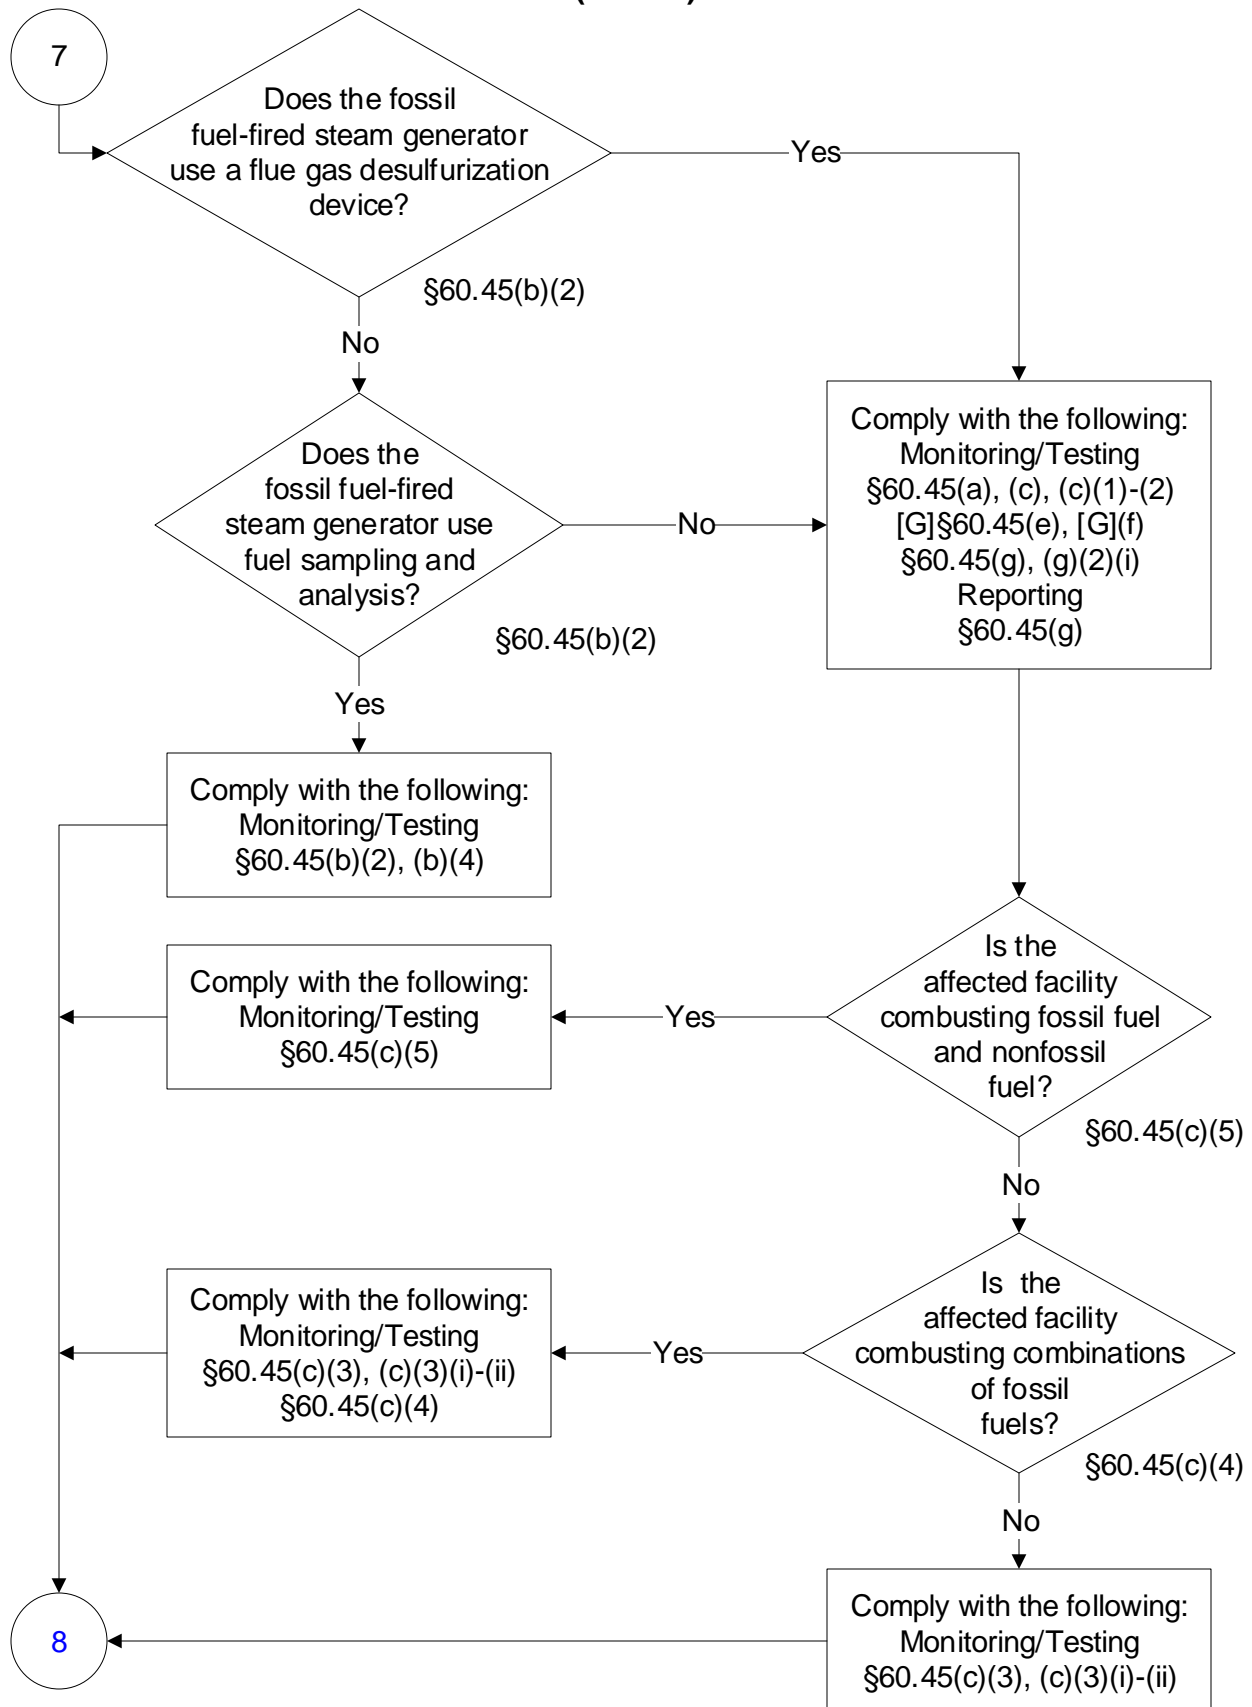 7
Does the fossil
fuel-fired steam generator
use a flue gas desulfurization
device?
Yes
§60.45(b)(2)
No
Does the
fossil fuel-fired
steam generator use
fuel sampling and
analysis?
No
§60.45(b)(2)
Comply with the following:
Monitoring/Testing
§60.45(a), (c), (c)(1)-(2)
[G]§60.45(e), [G](f)
§60.45(g), (g)(2)(i)
Reporting
§60.45(g)
Yes
Comply with the following:
Monitoring/Testing
§60.45(b)(2), (b)(4)
Is the
affected facility
combusting fossil fuel
and nonfossil
fuel?
§60.45(c)(5)
Yes
Comply with the following:
Monitoring/Testing
§60.45(c)(5)
No
Is  the
affected facility
combusting combinations
of fossil
fuels?
§60.45(c)(4)
Yes
Comply with the following:
Monitoring/Testing
§60.45(c)(3), (c)(3)(i)-(ii)
§60.45(c)(4)
No
Comply with the following:
Monitoring/Testing
§60.45(c)(3), (c)(3)(i)-(ii)
8